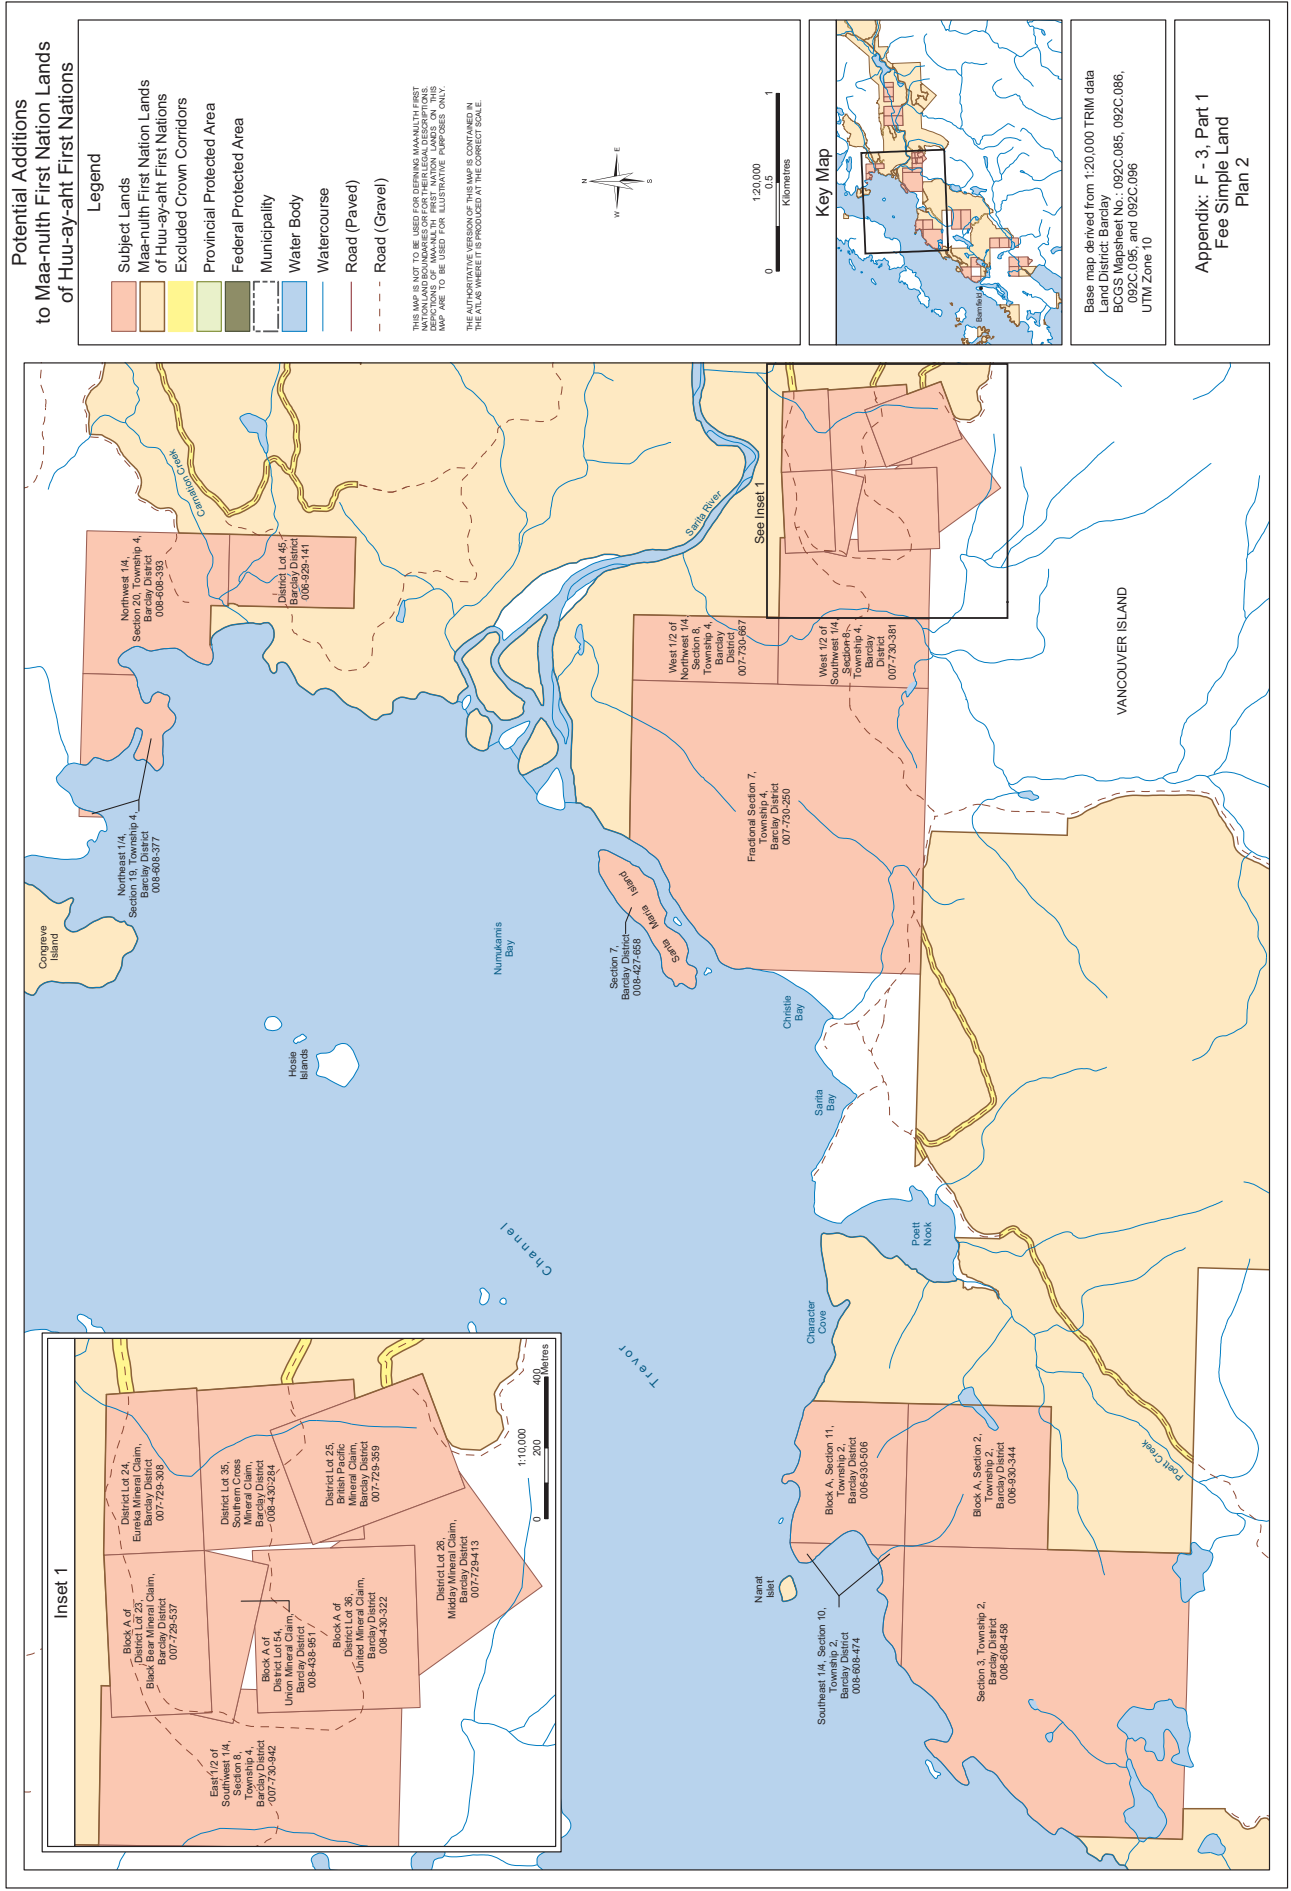 Potential Additions
to Maa-nulth First Nation Lands
of Huu-ay-aht First Nations
Legend
Subject Lands
Maa-nulth First Nation Lands
of Huu-ay-aht First Nations
Excluded Crown Corridors
Provincial Protected Area
Federal Protected Area
Municipality
Water Body
Watercourse
Road (Paved)
Road (Gravel)
THIS MAP IS NOT TO BE USED FOR DEFINING MAA-NULTH FIRST
NATION LAND BOUNDARIES OR FOR THEIR LEGAL DESCRIPTIONS.
DEPICTIONS OF MAA-NULTH FIRST NATION LANDS ON THIS
MAP ARE TO BE USED FOR ILLUSTRATIVE PURPOSES ONLY.
THE AUTHORITATIVE VERSION OF THIS MAP IS CONTAINED IN
THE ATLAS WHERE IT IS PRODUCED AT THE CORRECT SCALE.
N
W
E
S
1:20,000
0
0.5
1
Kilometres
Key Map
Bamfield
Base map derived from 1:20,000 TRIM data
Land District: Barclay
BCGS Mapsheet No.: 092C.085, 092C.086,
092C.095, and 092C.096
UTM Zone 10
Appendix: F - 3, Part 1
Fee Simple Land
Plan 2
Congreve
Island
Northeast 1/4,
Section 19, Township 4,
Barclay District
008-608-377
Northwest 1/4,
Section 20, Township 4,
Barclay District
008-608-393
Carnation Creek
District Lot 45,
Barclay District
006-929-141
Hosie
Islands
Numukamis
Bay
Section 7,
Barclay District
008-427-658
Santa Maria Island
Sarita River
See Inset 1
West 1/2 of
Northwest 1/4,
Section 8,
Township 4,
Barclay
District
007-730-667
West 1/2 of
Southwest 1/4,
Section 8,
Township 4,
Barclay
District
007-730-381
Fractional Section 7,
Township 4,
Barclay District
007-730-250
Christie
Bay
Sarita
Bay
Poett
Nook
Character
Cove
Trevor Channel
VANCOUVER ISLAND
Nanat
Islet
Block A, Section 11,
Township 2,
Barclay District
006-930-506
Block A, Section 2,
Township 2,
Barclay District
006-930-344
Poett Creek
Southeast 1/4, Section 10,
Township 2,
Barclay District
008-608-474
Section 3, Township 2,
Barclay District
008-608-458
Inset 1
District Lot 24,
Eureka Mineral Claim,
Barclay District
007-729-308
Block A of
District Lot 23,
Black Bear Mineral Claim,
Barclay District
007-729-537
District Lot 35,
Southern Cross
Mineral Claim,
Barclay District
008-430-284
District Lot 25,
British Pacific
Mineral Claim,
Barclay District
007-729-359
Block A of
District Lot 54,
Union Mineral Claim,
Barclay District
008-438-951
Block A of
District Lot 36
United Mineral Claim,
Barclay District
008-430-322
District Lot 26,
Midday Mineral Claim,
Barclay District
007-729-413
East 1/2 of
Southwest 1/4,
Section 8,
Township 4,
Barclay District
007-730-942
1:10,000
0
200
400
Metres